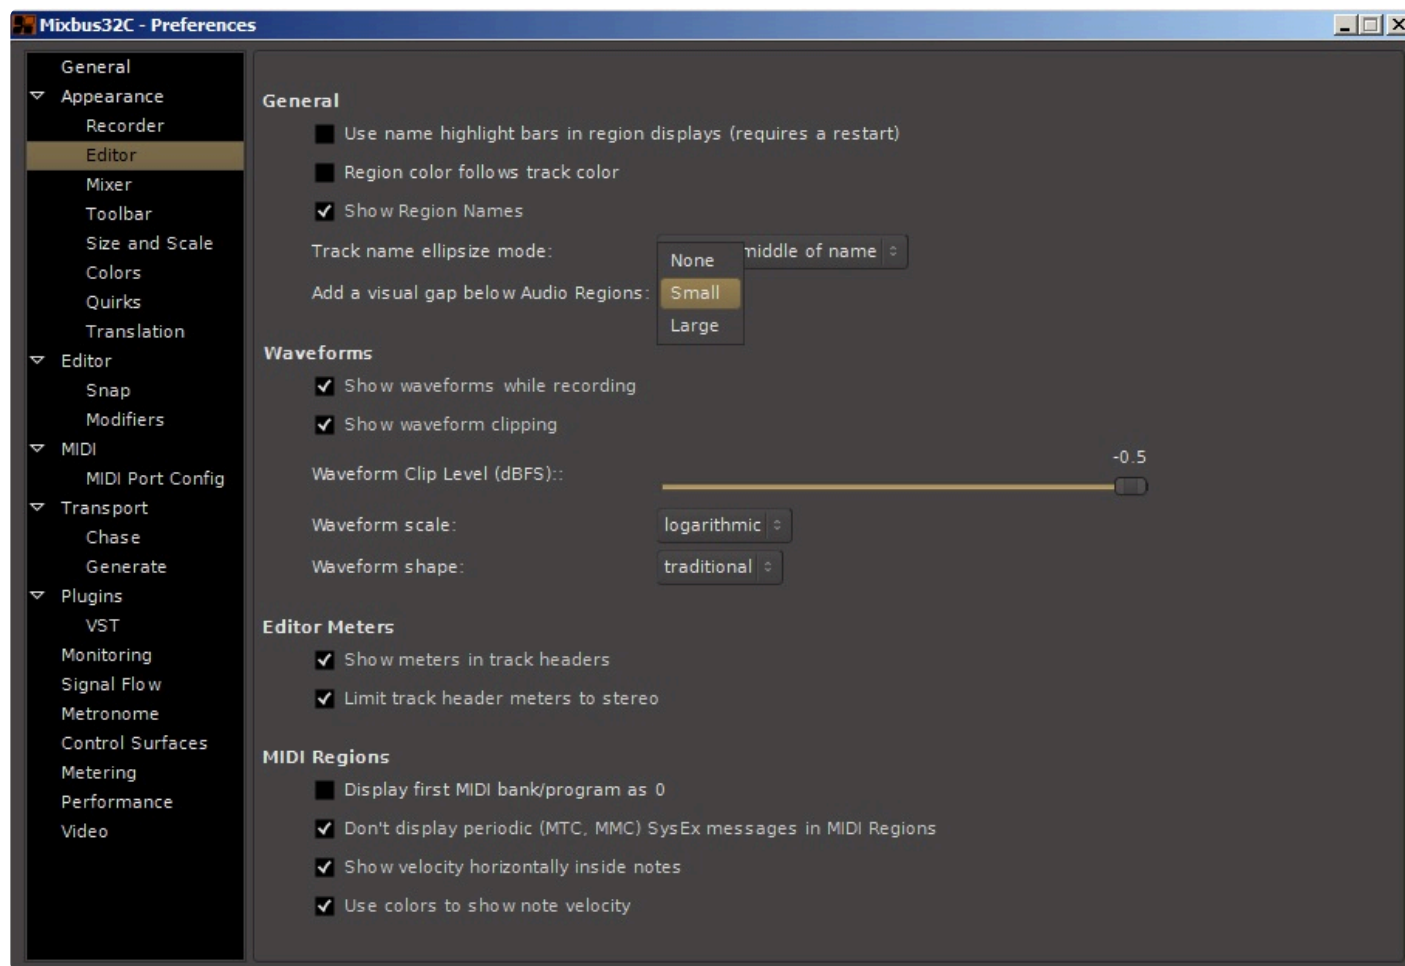 Mixbus32C - Preferences
General
Appearance
Recorder
Editor
Mixer
Toolbar
Size and Scale
Colors
Quirks
Translation
Editor
Snap
Modifiers
MIDI
MIDI Port Config
Transport
Chase
Generate
Plugins
VST
Monitoring
Signal Flow
Metronome
Control Surfaces
Metering
Performance
Video
General
Use name highlight bars in region displays (requires a restart)
Region color follows track color
Show Region Names
Track name ellipsize mode: middle of name
Add a visual gap below Audio Regions:
None
Small
Large
Waveforms
Show waveforms while recording
Show waveform clipping
Waveform Clip Level (dBFS):: -0.5
Waveform scale: logarithmic
Waveform shape: traditional
Editor Meters
Show meters in track headers
Limit track header meters to stereo
MIDI Regions
Display first MIDI bank/program as 0
Don't display periodic (MTC, MMC) SysEx messages in MIDI Regions
Show velocity horizontally inside notes
Use colors to show note velocity